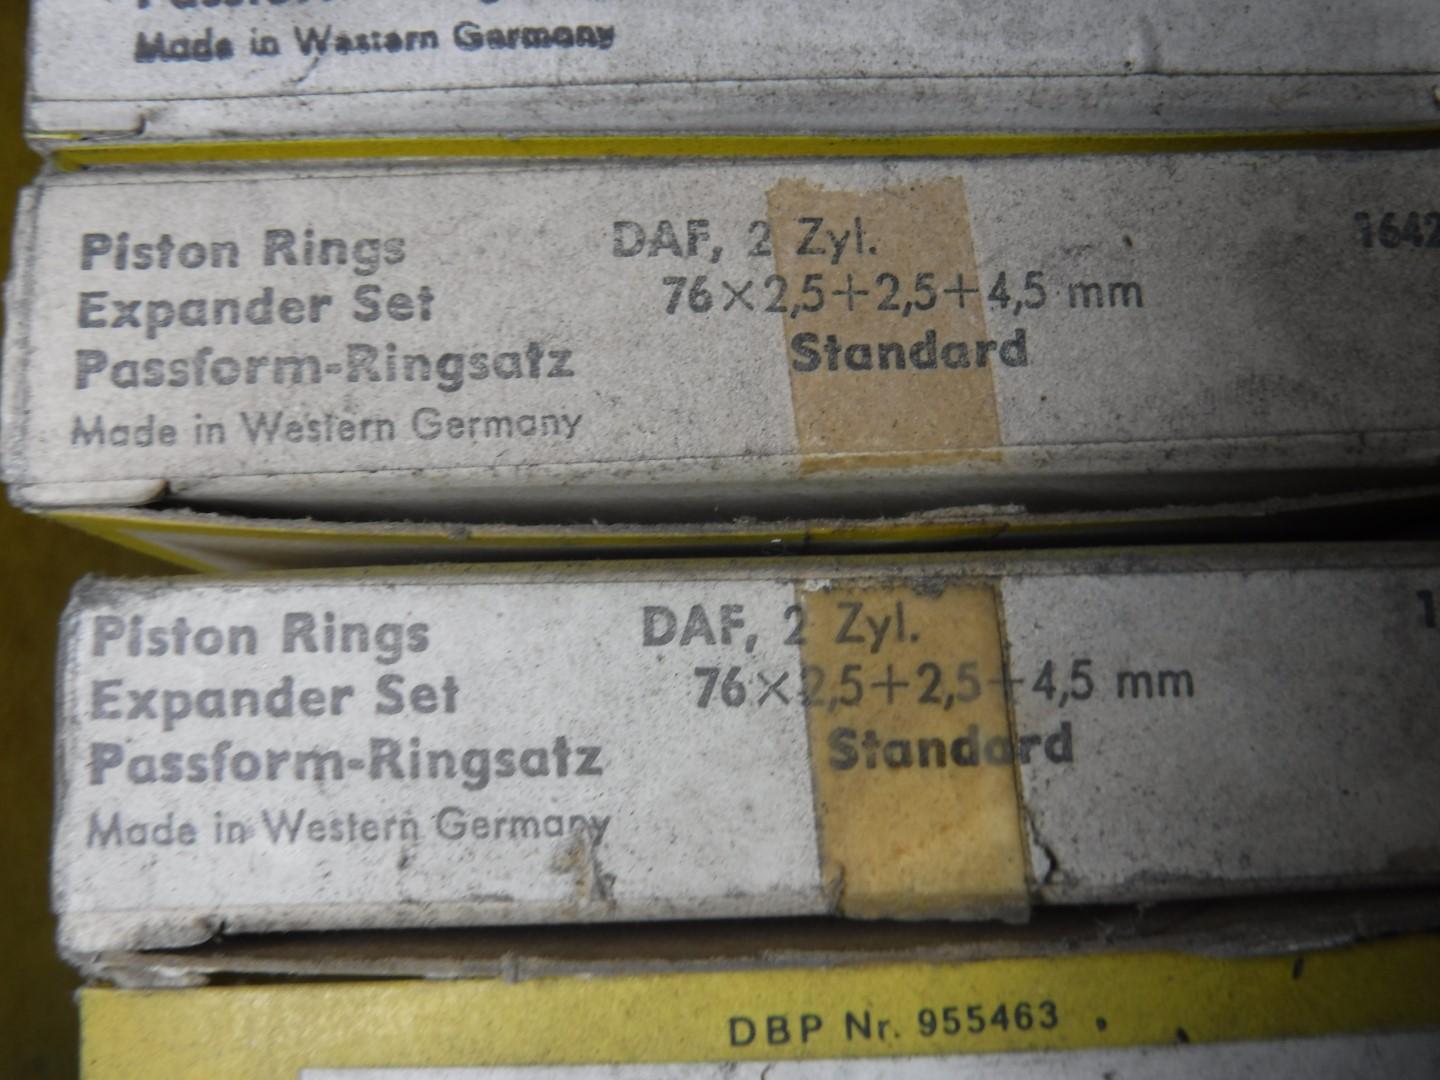 Made in Western Germany
Piston Rings
Expander Set
Passform-Ringsatz
Made in Western Germany
DAF, 2 Zyl.
76×2,5+2,5+4,5 mm
Standard
1642
Piston Rings
Expander Set
Passform-Ringsatz
Made in Western Germany
DAF, 2 Zyl.
76×2,5+2,5+4,5 mm
Standard
1
DBP Nr. 955463